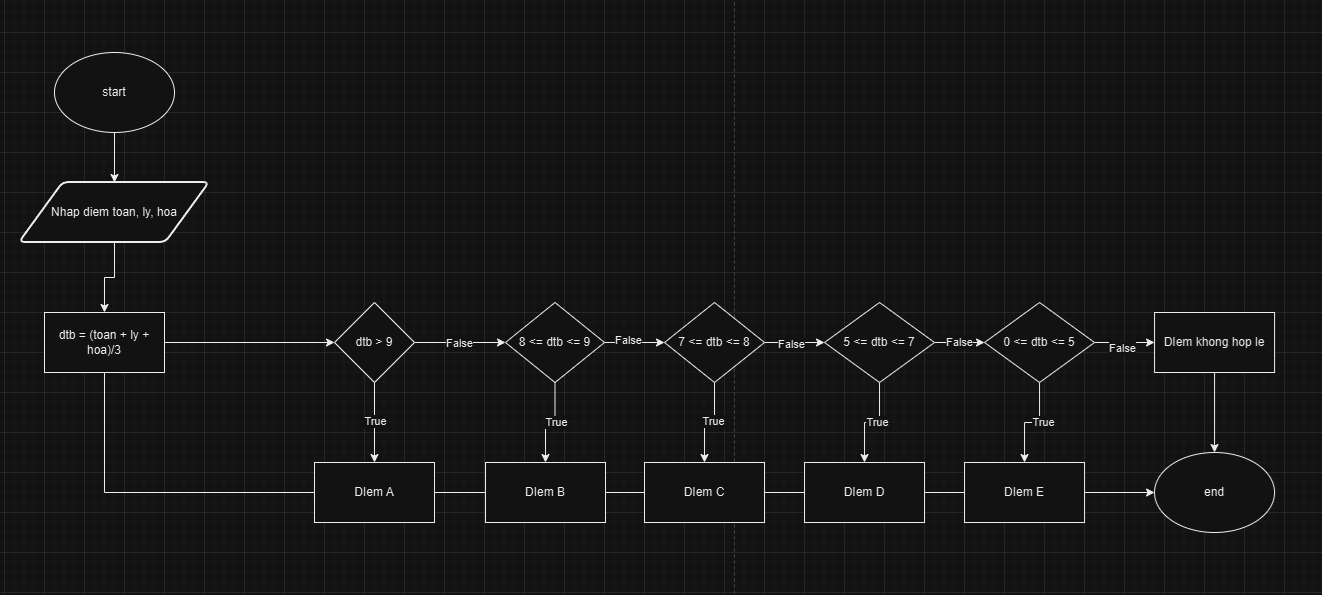 start
Nhap diem toan, ly, hoa
dtb = (toan + ly +
hoa)/3
dtb > 9
False
8 <= dtb <= 9
False
7 <= dtb <= 8
False
5 <= dtb <= 7
False
0 <= dtb <= 5
False
DIem khong hop le
True
True
True
True
True
DIem A
DIem B
DIem C
DIem D
DIem E
end